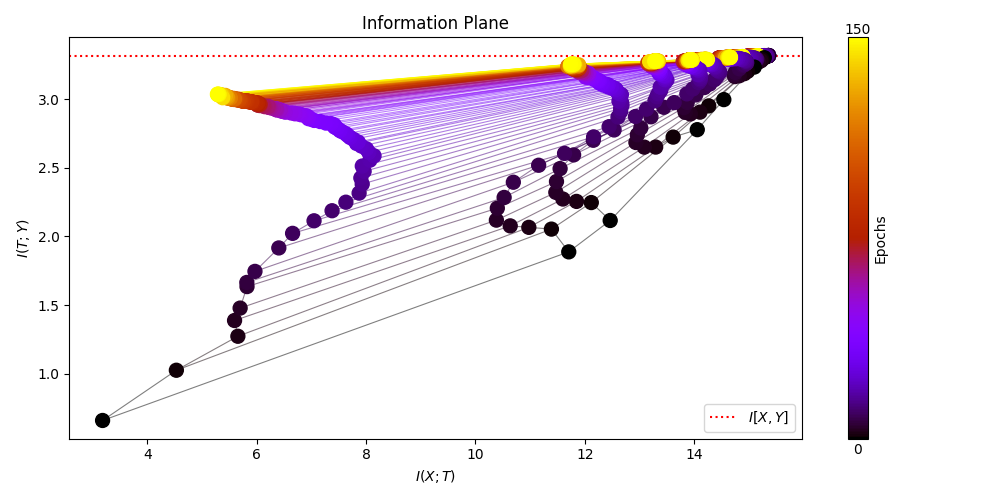 Information Plane
150
3.0
2.5
2.0
1.5
1.0
I(T; Y)
4 6 8 10 12 14
I(X; T)
I[X, Y]
Epochs
0